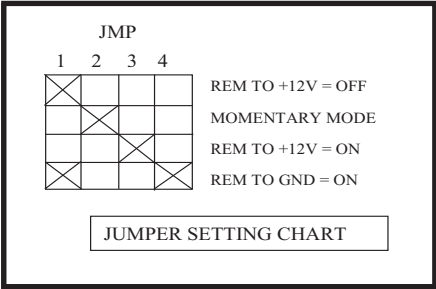 JMP
1 2 3 4
REM TO +12V = OFF
MOMENTARY MODE
REM TO +12V = ON
REM TO GND = ON
JUMPER SETTING CHART